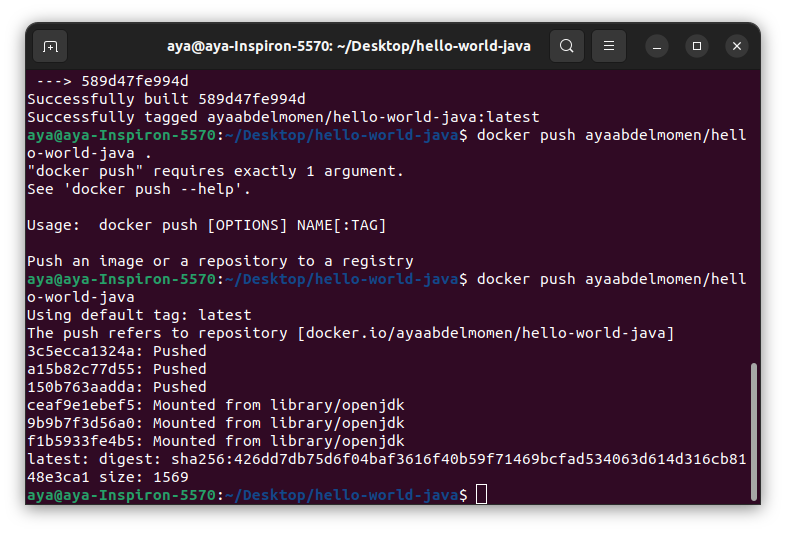 aya@aya-Inspiron-5570: ~/Desktop/hello-world-java
 ---> 589d47fe994d
Successfully built 589d47fe994d
Successfully tagged ayaabdelmomen/hello-world-java:latest
aya@aya-Inspiron-5570:~/Desktop/hello-world-java$ docker push ayaabdelmomen/hell
o-world-java .
"docker push" requires exactly 1 argument.
See 'docker push --help'.

Usage:  docker push [OPTIONS] NAME[:TAG]

Push an image or a repository to a registry
aya@aya-Inspiron-5570:~/Desktop/hello-world-java$ docker push ayaabdelmomen/hell
o-world-java
Using default tag: latest
The push refers to repository [docker.io/ayaabdelmomen/hello-world-java]
3c5ecca1324a: Pushed
a15b82c77d55: Pushed
150b763aadda: Pushed
ceaf9e1ebef5: Mounted from library/openjdk
9b9b7f3d56a0: Mounted from library/openjdk
f1b5933fe4b5: Mounted from library/openjdk
latest: digest: sha256:426dd7db75d6f04baf3616f40b59f71469bcfad534063d614d316cb81
48e3ca1 size: 1569
aya@aya-Inspiron-5570:~/Desktop/hello-world-java$